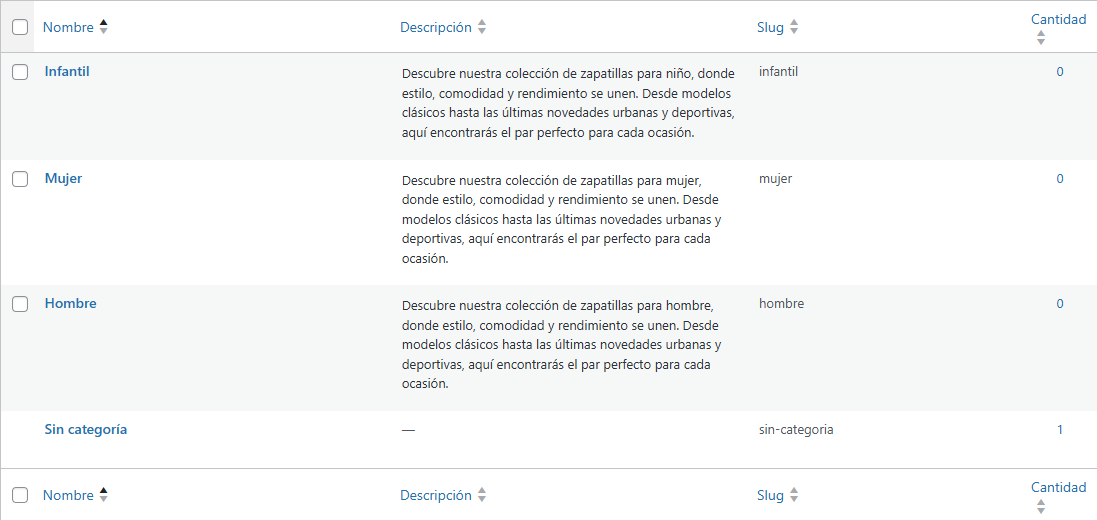 Nombre Descripción Slug Cantidad
Infantil Descubre nuestra colección de zapatillas para niño, donde infantil 0
estilo, comodidad y rendimiento se unen. Desde modelos
clásicos hasta las últimas novedades urbanas y deportivas,
aquí encontrarás el par perfecto para cada ocasión.
Mujer Descubre nuestra colección de zapatillas para mujer, mujer 0
donde estilo, comodidad y rendimiento se unen. Desde
modelos clásicos hasta las últimas novedades urbanas y
deportivas, aquí encontrarás el par perfecto para cada
ocasión.
Hombre Descubre nuestra colección de zapatillas para hombre, hombre 0
donde estilo, comodidad y rendimiento se unen. Desde
modelos clásicos hasta las últimas novedades urbanas y
deportivas, aquí encontrarás el par perfecto para cada
ocasión.
Sin categoría — sin-categoria 1
Nombre Descripción Slug Cantidad